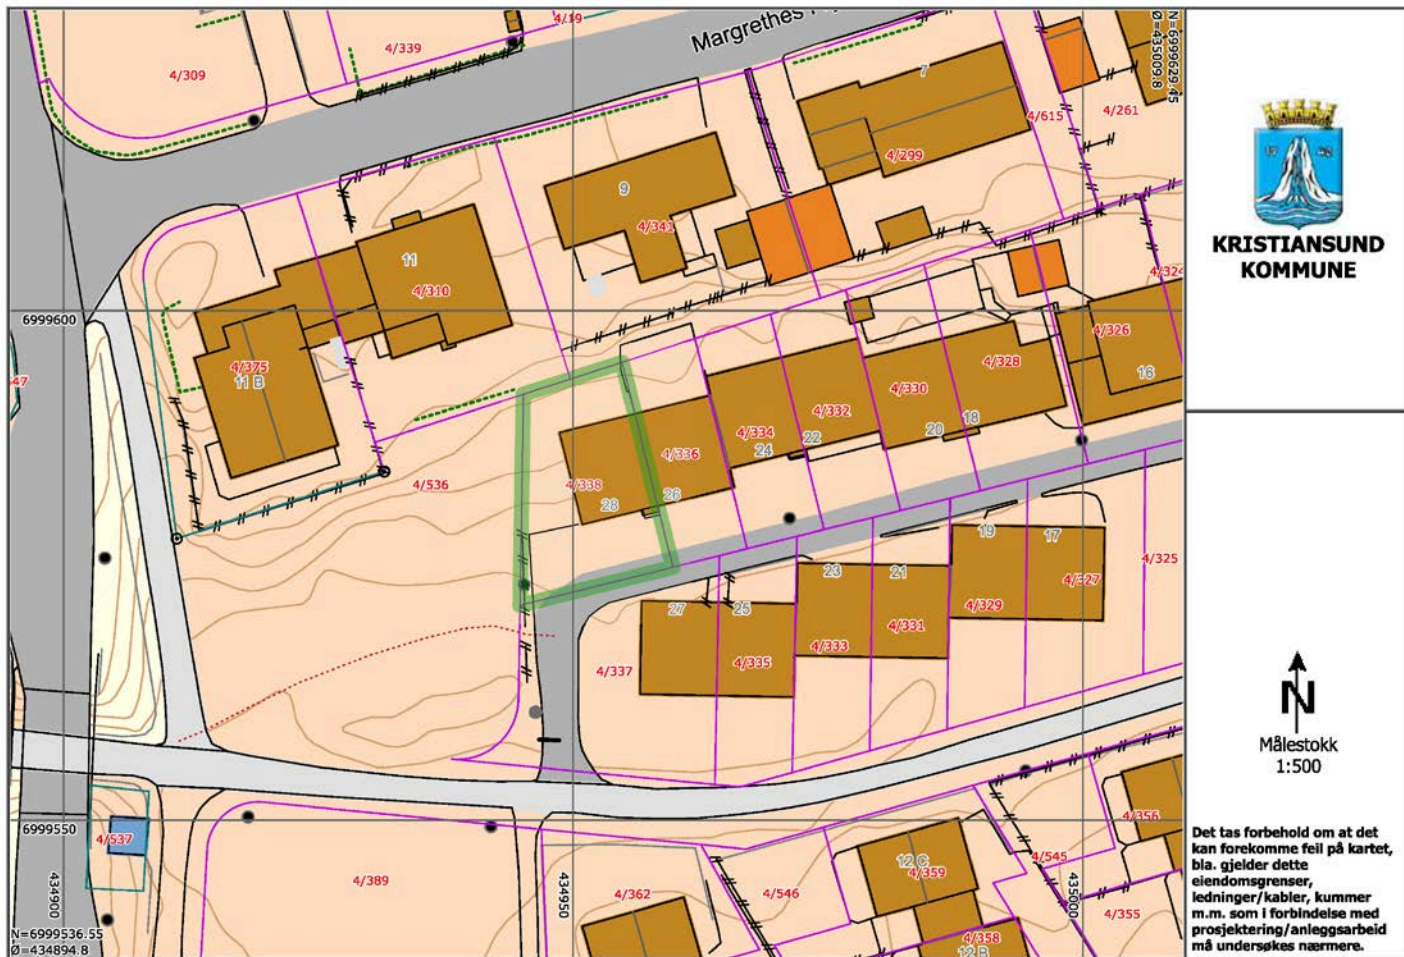 4/19
4/339
4/309
Margrethes
7
N=6999629.45
Ø=435009.8
4/615
4/261
4/299
9
4/341
11
4/310
4/324
KRISTIANSUND
KOMMUNE
6999600
4/375
11 B
4/326
4/328
16
4/330
4/332
18
20
4/334
22
24
4/336
4/338
4/536
28
26
19
17
4/325
23
21
4/327
4/329
27
25
4/331
4/333
4/335
4/337
N
Målestokk
1:500
6999550
4/537
4/356
4/545
12 C
4/359
4/389
4/362
4/546
4/355
4/358
12 B
434900
434950
435000
N=6999536.55
Ø=434894.8
Det tas forbehold om at det
kan forekomme feil på kartet,
bla. gjelder dette
eiendomsgrenser,
ledninger/kabler, kummer
m.m. som i forbindelse med
prosjektering/anleggsarbeid
må undersøkes nærmere.